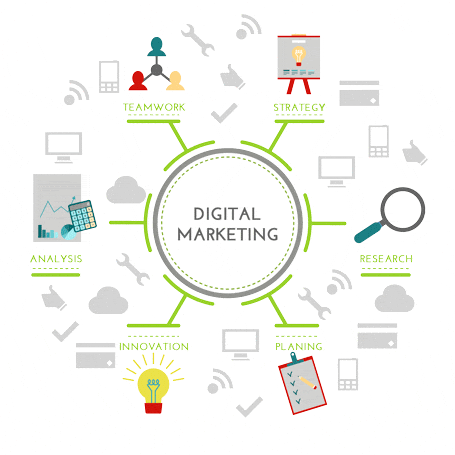 TEAMWORK
STRATEGY
DIGITAL
MARKETING
ANALYSIS
RESEARCH
INNOVATION
PLANING